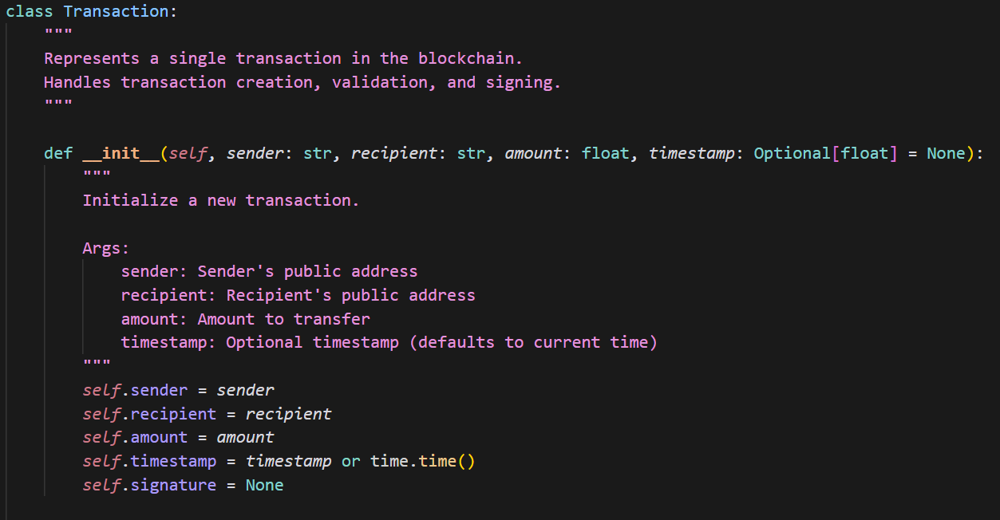 class Transaction:
    """
    Represents a single transaction in the blockchain.
    Handles transaction creation, validation, and signing.
    """

    def __init__(self, sender: str, recipient: str, amount: float, timestamp: Optional[float] = None):
        """
        Initialize a new transaction.

        Args:
            sender: Sender's public address
            recipient: Recipient's public address
            amount: Amount to transfer
            timestamp: Optional timestamp (defaults to current time)
        """
        self.sender = sender
        self.recipient = recipient
        self.amount = amount
        self.timestamp = timestamp or time.time()
        self.signature = None